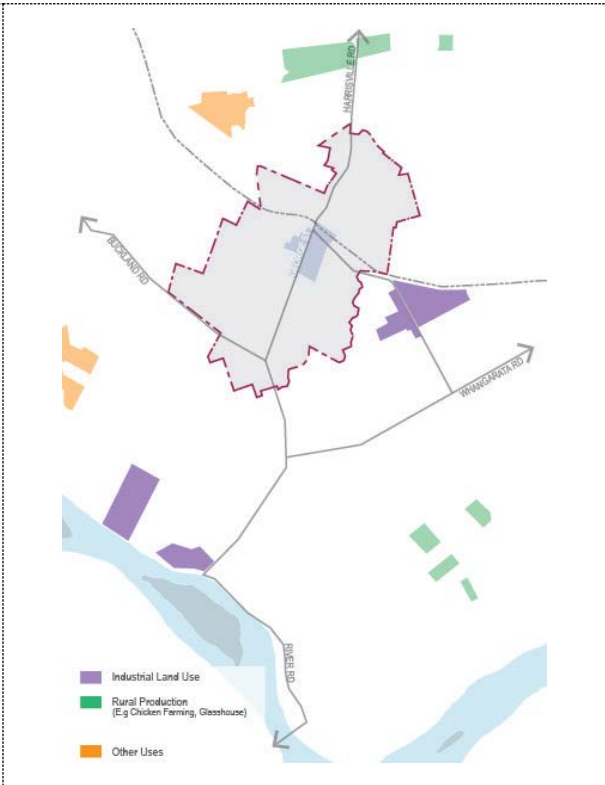 HARRISVILLE RD
BUCKLAND RD
WHANGARATA RD
RIVER RD
Industrial Land Use
Rural Production
(E.g Chicken Farming, Glasshouse)
Other Uses